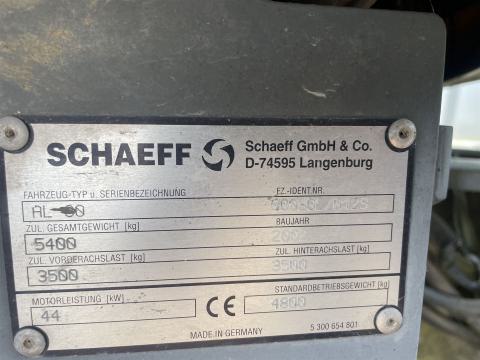 SCHAEFF
Schaeff GmbH & Co.
D-74595 Langenburg
FAHRZEUG-TYP u. SERIENBEZEICHNUNG
FZ.-IDENT.NR.
AL-
ZUL. GESAMTGEWICHT [kg]
BAUJAHR
5400
ZUL. VORDERACHSLAST [kg]
ZUL. HINTERACHSLAST [kg]
3500
3500
MOTORLEISTUNG [kW]
STANDARDBETRIEBSGEWICHT [kg]
44
CE
4800
MADE IN GERMANY
5 300 654 801